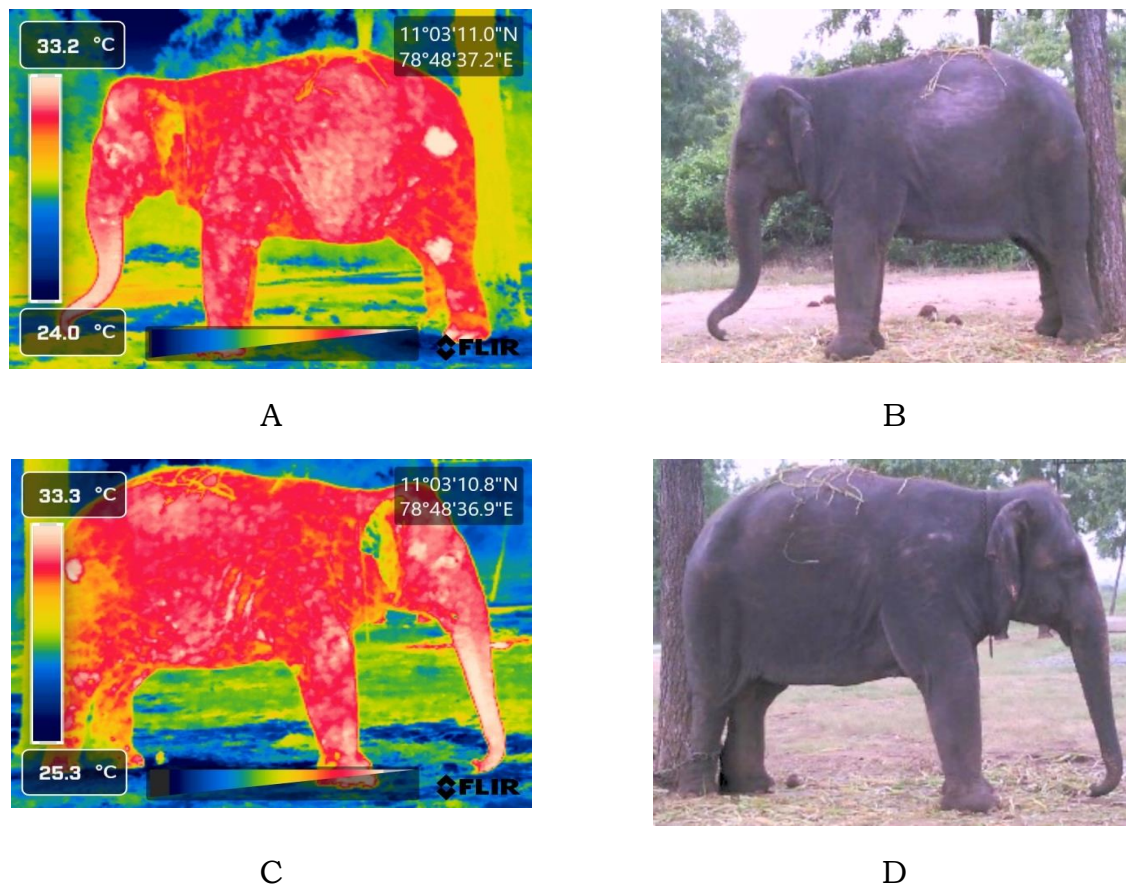 33.2 °C
11°03'11.0"N
78°48'37.2"E
24.0 °C
FLIR
A
B
33.3 °C
11°03'10.8"N
78°48'36.9"E
25.3 °C
FLIR
C
D